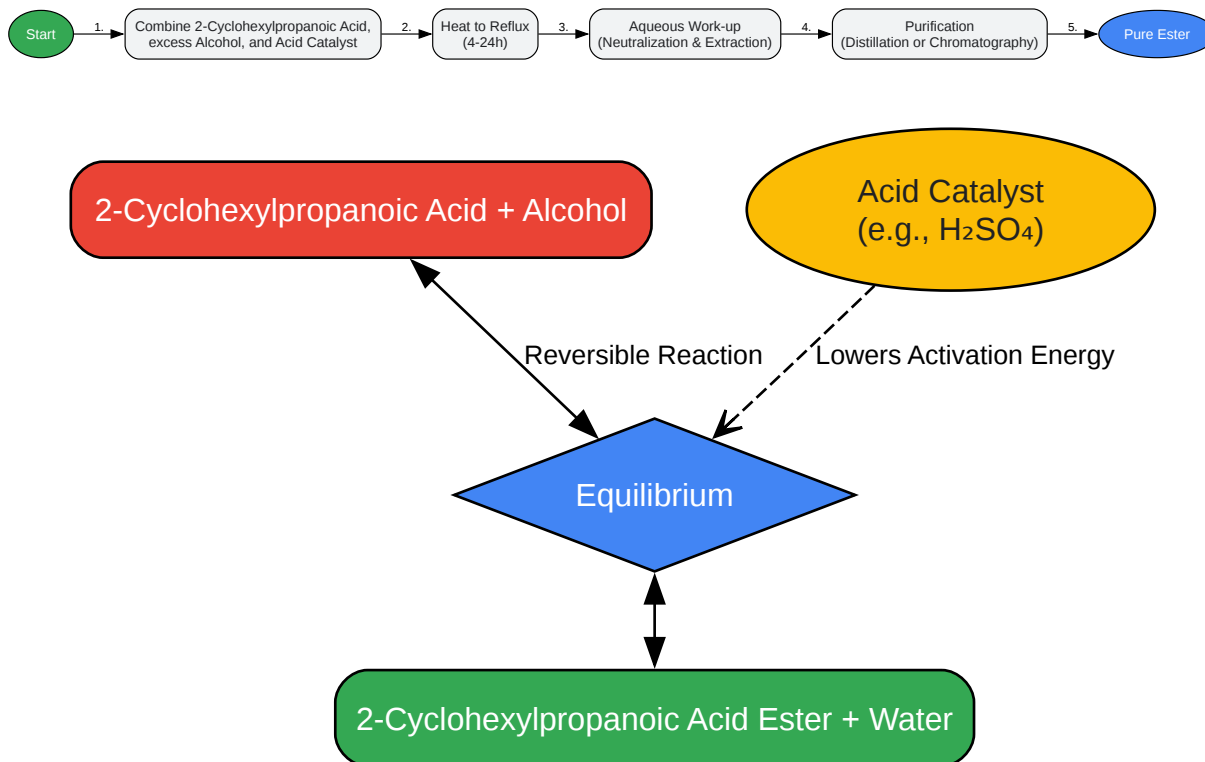 Start
1.
Combine 2-Cyclohexylpropanoic Acid,
excess Alcohol, and Acid Catalyst
2.
Heat to Reflux
(4-24h)
3.
Aqueous Work-up
(Neutralization & Extraction)
4.
Purification
(Distillation or Chromatography)
5.
Pure Ester
2-Cyclohexylpropanoic Acid + Alcohol
Acid Catalyst
(e.g., H₂SO₄)
Reversible Reaction
Lowers Activation Energy
Equilibrium
2-Cyclohexylpropanoic Acid Ester + Water